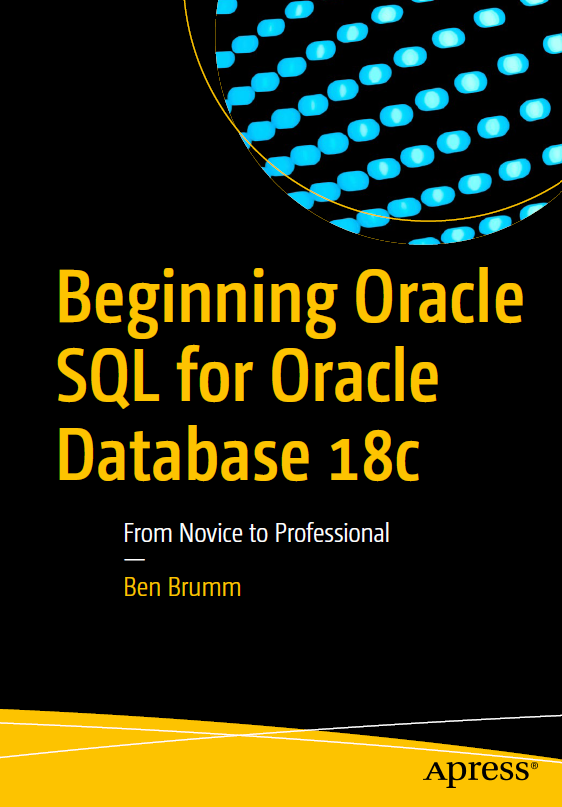 Beginning Oracle
SQL for Oracle
Database 18c
From Novice to Professional
—
Ben Brumm
Apress®